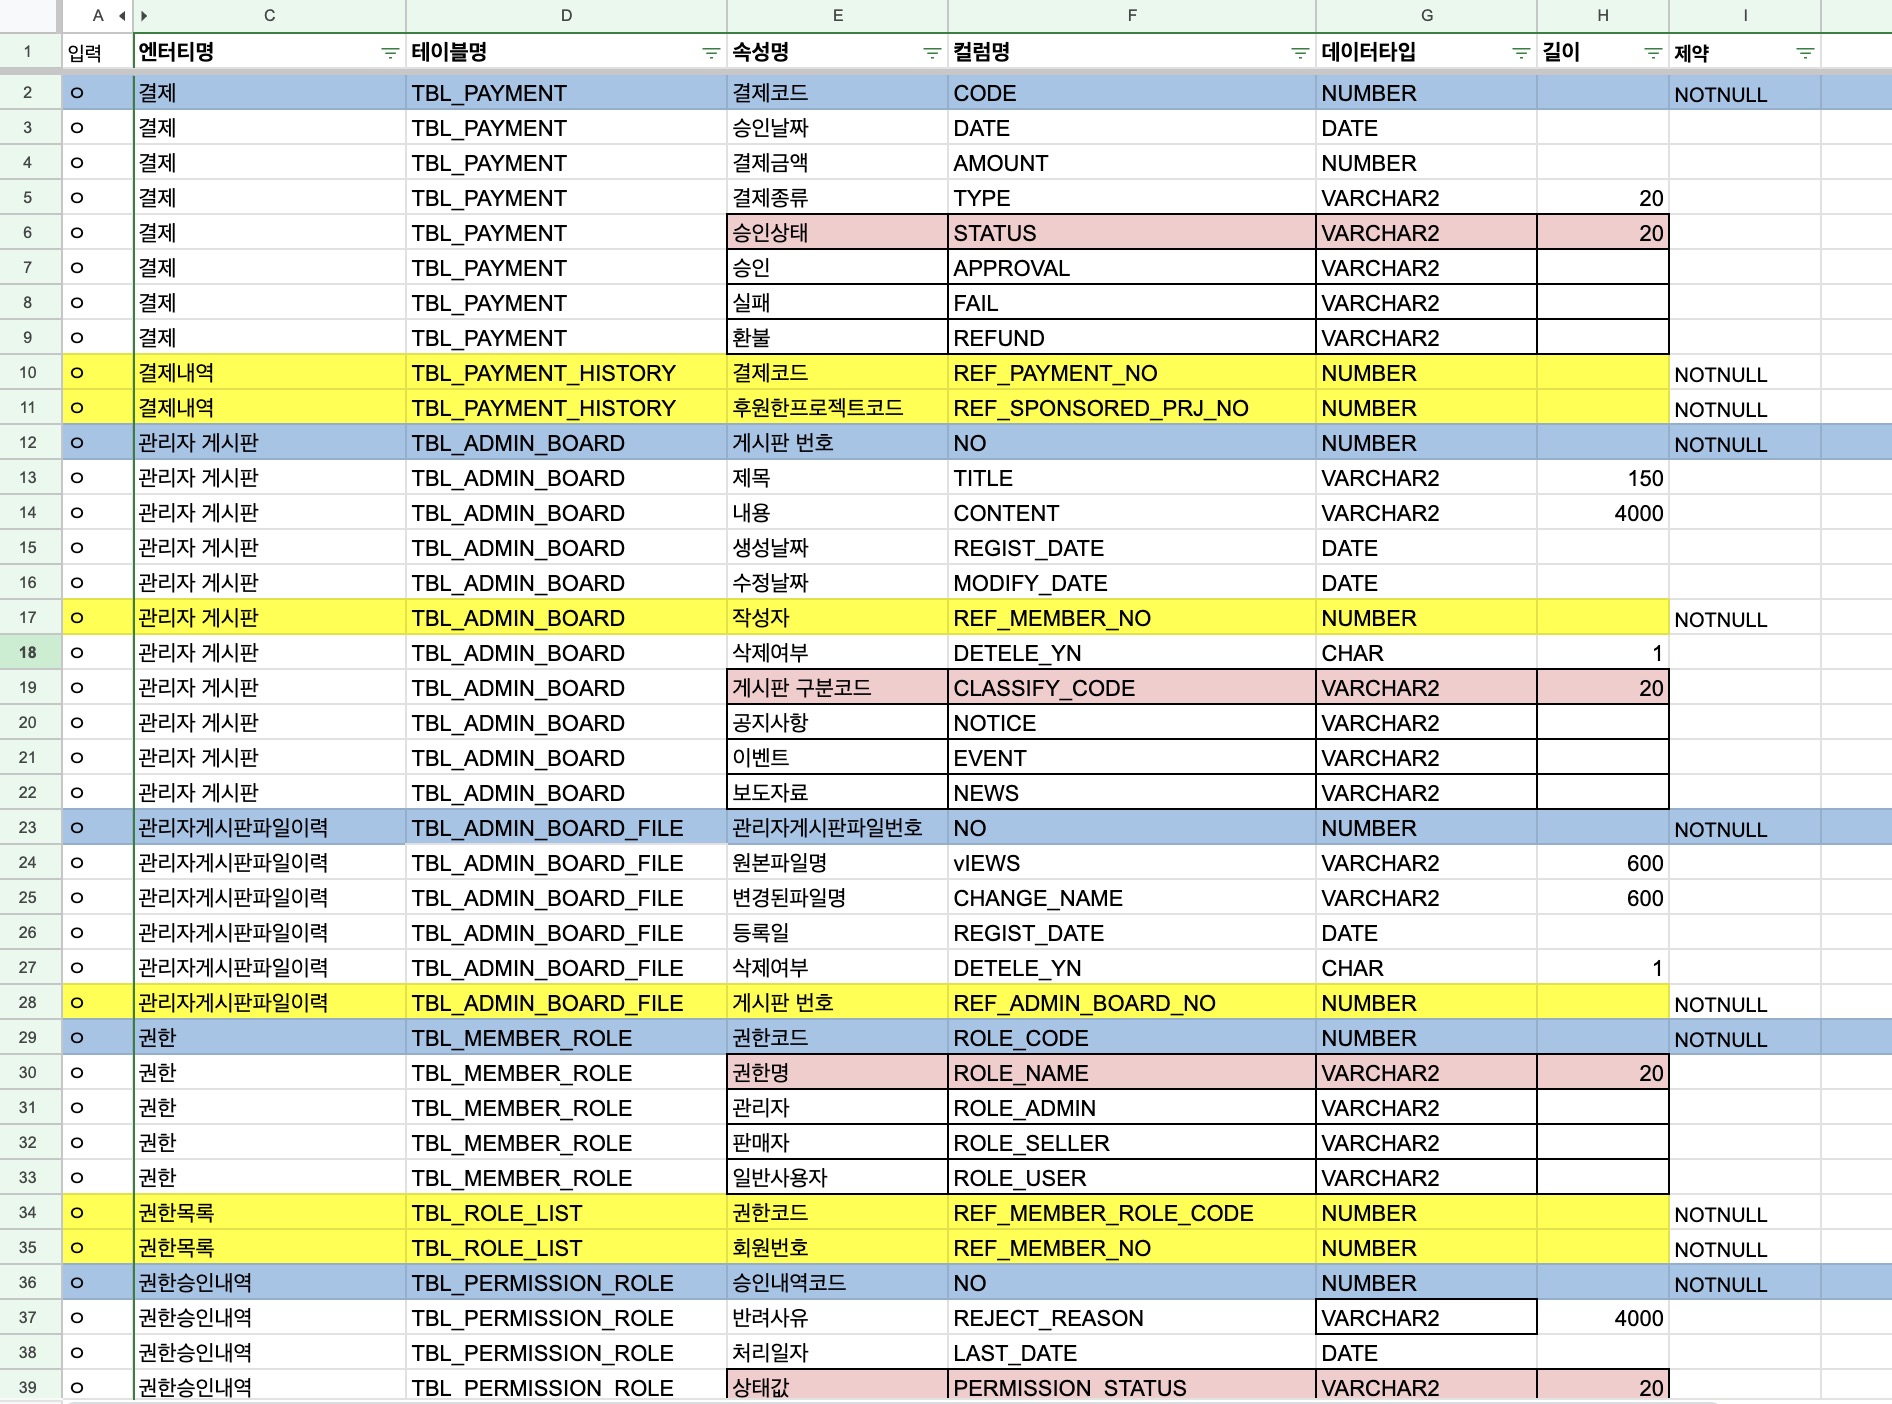 A C D E F G H I
1 입력 엔터티명 테이블명 속성명 컬럼명 데이터타입 길이 제약
2 ㅇ 결제 TBL_PAYMENT 결제코드 CODE NUMBER NOTNULL
3 ㅇ 결제 TBL_PAYMENT 승인날짜 DATE DATE
4 ㅇ 결제 TBL_PAYMENT 결제금액 AMOUNT NUMBER
5 ㅇ 결제 TBL_PAYMENT 결제종류 TYPE VARCHAR2 20
6 ㅇ 결제 TBL_PAYMENT 승인상태 STATUS VARCHAR2 20
7 ㅇ 결제 TBL_PAYMENT 승인 APPROVAL VARCHAR2
8 ㅇ 결제 TBL_PAYMENT 실패 FAIL VARCHAR2
9 ㅇ 결제 TBL_PAYMENT 환불 REFUND VARCHAR2
10 ㅇ 결제내역 TBL_PAYMENT_HISTORY 결제코드 REF_PAYMENT_NO NUMBER NOTNULL
11 ㅇ 결제내역 TBL_PAYMENT_HISTORY 후원한프로젝트코드 REF_SPONSORED_PRJ_NO NUMBER NOTNULL
12 ㅇ 관리자 게시판 TBL_ADMIN_BOARD 게시판 번호 NO NUMBER NOTNULL
13 ㅇ 관리자 게시판 TBL_ADMIN_BOARD 제목 TITLE VARCHAR2 150
14 ㅇ 관리자 게시판 TBL_ADMIN_BOARD 내용 CONTENT VARCHAR2 4000
15 ㅇ 관리자 게시판 TBL_ADMIN_BOARD 생성날짜 REGIST_DATE DATE
16 ㅇ 관리자 게시판 TBL_ADMIN_BOARD 수정날짜 MODIFY_DATE DATE
17 ㅇ 관리자 게시판 TBL_ADMIN_BOARD 작성자 REF_MEMBER_NO NUMBER NOTNULL
18 ㅇ 관리자 게시판 TBL_ADMIN_BOARD 삭제여부 DETELE_YN CHAR 1
19 ㅇ 관리자 게시판 TBL_ADMIN_BOARD 게시판 구분코드 CLASSIFY_CODE VARCHAR2 20
20 ㅇ 관리자 게시판 TBL_ADMIN_BOARD 공지사항 NOTICE VARCHAR2
21 ㅇ 관리자 게시판 TBL_ADMIN_BOARD 이벤트 EVENT VARCHAR2
22 ㅇ 관리자 게시판 TBL_ADMIN_BOARD 보도자료 NEWS VARCHAR2
23 ㅇ 관리자게시판파일이력 TBL_ADMIN_BOARD_FILE 관리자게시판파일번호 NO NUMBER NOTNULL
24 ㅇ 관리자게시판파일이력 TBL_ADMIN_BOARD_FILE 원본파일명 vIEWS VARCHAR2 600
25 ㅇ 관리자게시판파일이력 TBL_ADMIN_BOARD_FILE 변경된파일명 CHANGE_NAME VARCHAR2 600
26 ㅇ 관리자게시판파일이력 TBL_ADMIN_BOARD_FILE 등록일 REGIST_DATE DATE
27 ㅇ 관리자게시판파일이력 TBL_ADMIN_BOARD_FILE 삭제여부 DETELE_YN CHAR 1
28 ㅇ 관리자게시판파일이력 TBL_ADMIN_BOARD_FILE 게시판 번호 REF_ADMIN_BOARD_NO NUMBER NOTNULL
29 ㅇ 권한 TBL_MEMBER_ROLE 권한코드 ROLE_CODE NUMBER NOTNULL
30 ㅇ 권한 TBL_MEMBER_ROLE 권한명 ROLE_NAME VARCHAR2 20
31 ㅇ 권한 TBL_MEMBER_ROLE 관리자 ROLE_ADMIN VARCHAR2
32 ㅇ 권한 TBL_MEMBER_ROLE 판매자 ROLE_SELLER VARCHAR2
33 ㅇ 권한 TBL_MEMBER_ROLE 일반사용자 ROLE_USER VARCHAR2
34 ㅇ 권한목록 TBL_ROLE_LIST 권한코드 REF_MEMBER_ROLE_CODE NUMBER NOTNULL
35 ㅇ 권한목록 TBL_ROLE_LIST 회원번호 REF_MEMBER_NO NUMBER NOTNULL
36 ㅇ 권한승인내역 TBL_PERMISSION_ROLE 승인내역코드 NO NUMBER NOTNULL
37 ㅇ 권한승인내역 TBL_PERMISSION_ROLE 반려사유 REJECT_REASON VARCHAR2 4000
38 ㅇ 권한승인내역 TBL_PERMISSION_ROLE 처리일자 LAST_DATE DATE
39 ㅇ 권한승인내역 TBL_PERMISSION_ROLE 상태값 PERMISSION_STATUS VARCHAR2 20